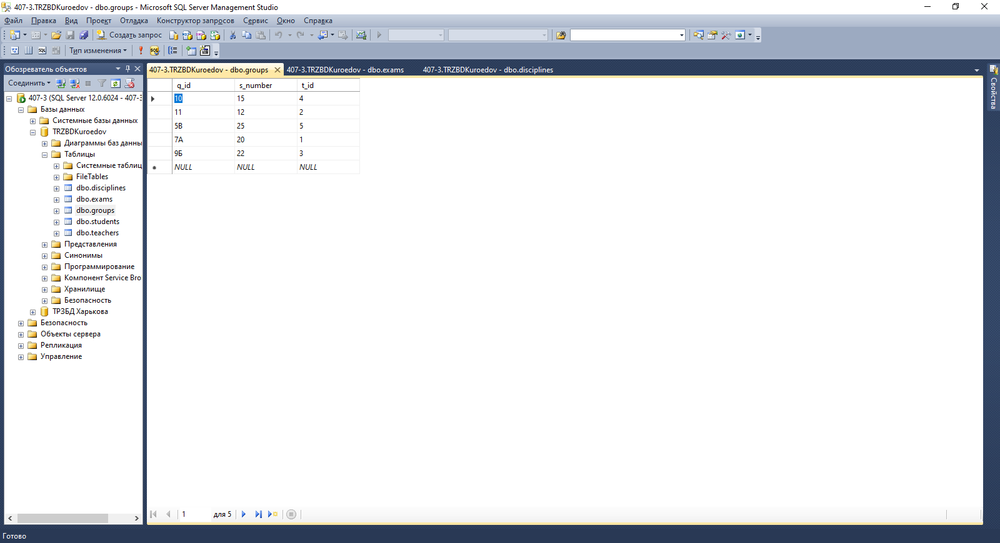 407-3.TRZBDKuroedov - dbo.groups - Microsoft SQL Server Management Studio
Файл Правка Вид Проект Отладка Конструктор запросов Сервис Окно Справка
Создать запрос
Тип изменения
Обозреватель объектов
407-3.TRZBDKuroedov - dbo.groups 407-3.TRZBDKuroedov - dbo.exams 407-3.TRZBDKuroedov - dbo.disciplines
Соединить
407-3 (SQL Server 12.0.6024 - 407-3
Базы данных
Системные базы данных
TRZBDKuroedov
Диаграммы баз данны
Таблицы
Системные таблиц
FileTables
dbo.disciplines
dbo.exams
dbo.groups
dbo.students
dbo.teachers
Представления
Синонимы
Программирование
Компонент Service Bro
Хранилище
Безопасность
ТРЗБД Харькова
Безопасность
Объекты сервера
Репликация
Управление
q_id s_number t_id
10 15 4
11 12 2
5В 25 5
7А 20 1
9Б 22 3
NULL NULL NULL
1 для 5
Свойства
Готово